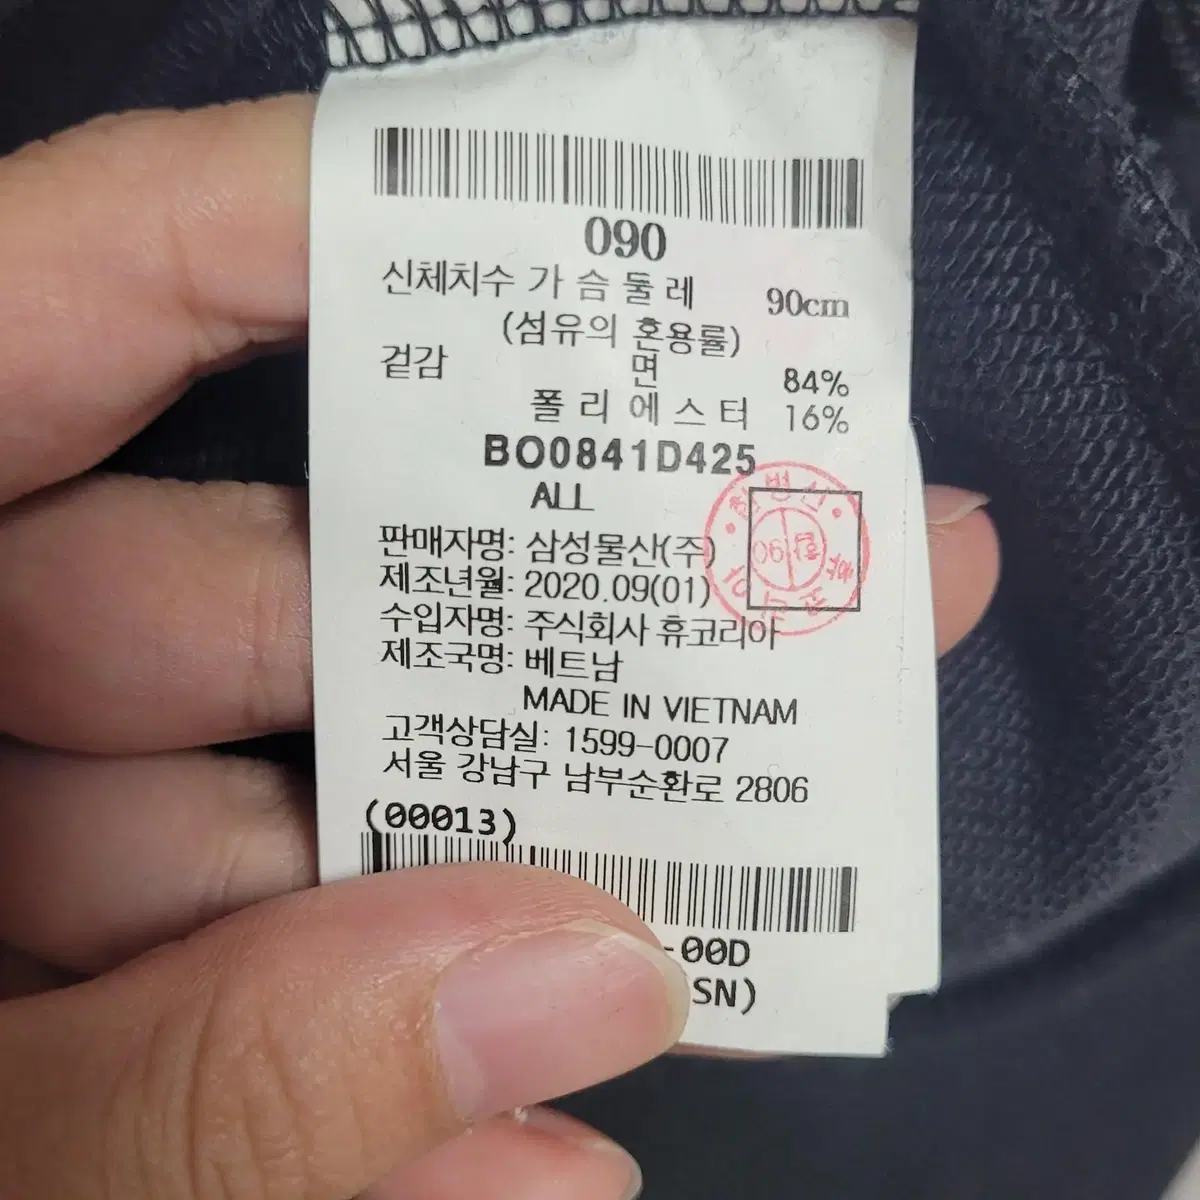 090
신체치수 가 슴 둘 레 90cm
(섬유의 혼용률)
겉감 면 84%
폴 리 에 스 터 16%
BO0841D425
ALL
판매자명: 삼성물산(주)
제조년월: 2020.09(01)
수입자명: 주식회사 휴코리아
제조국명: 베트남
MADE IN VIETNAM
고객상담실: 1599-0007
서울 강남구 남부순환로 2806
(00013)
-00D
SN)